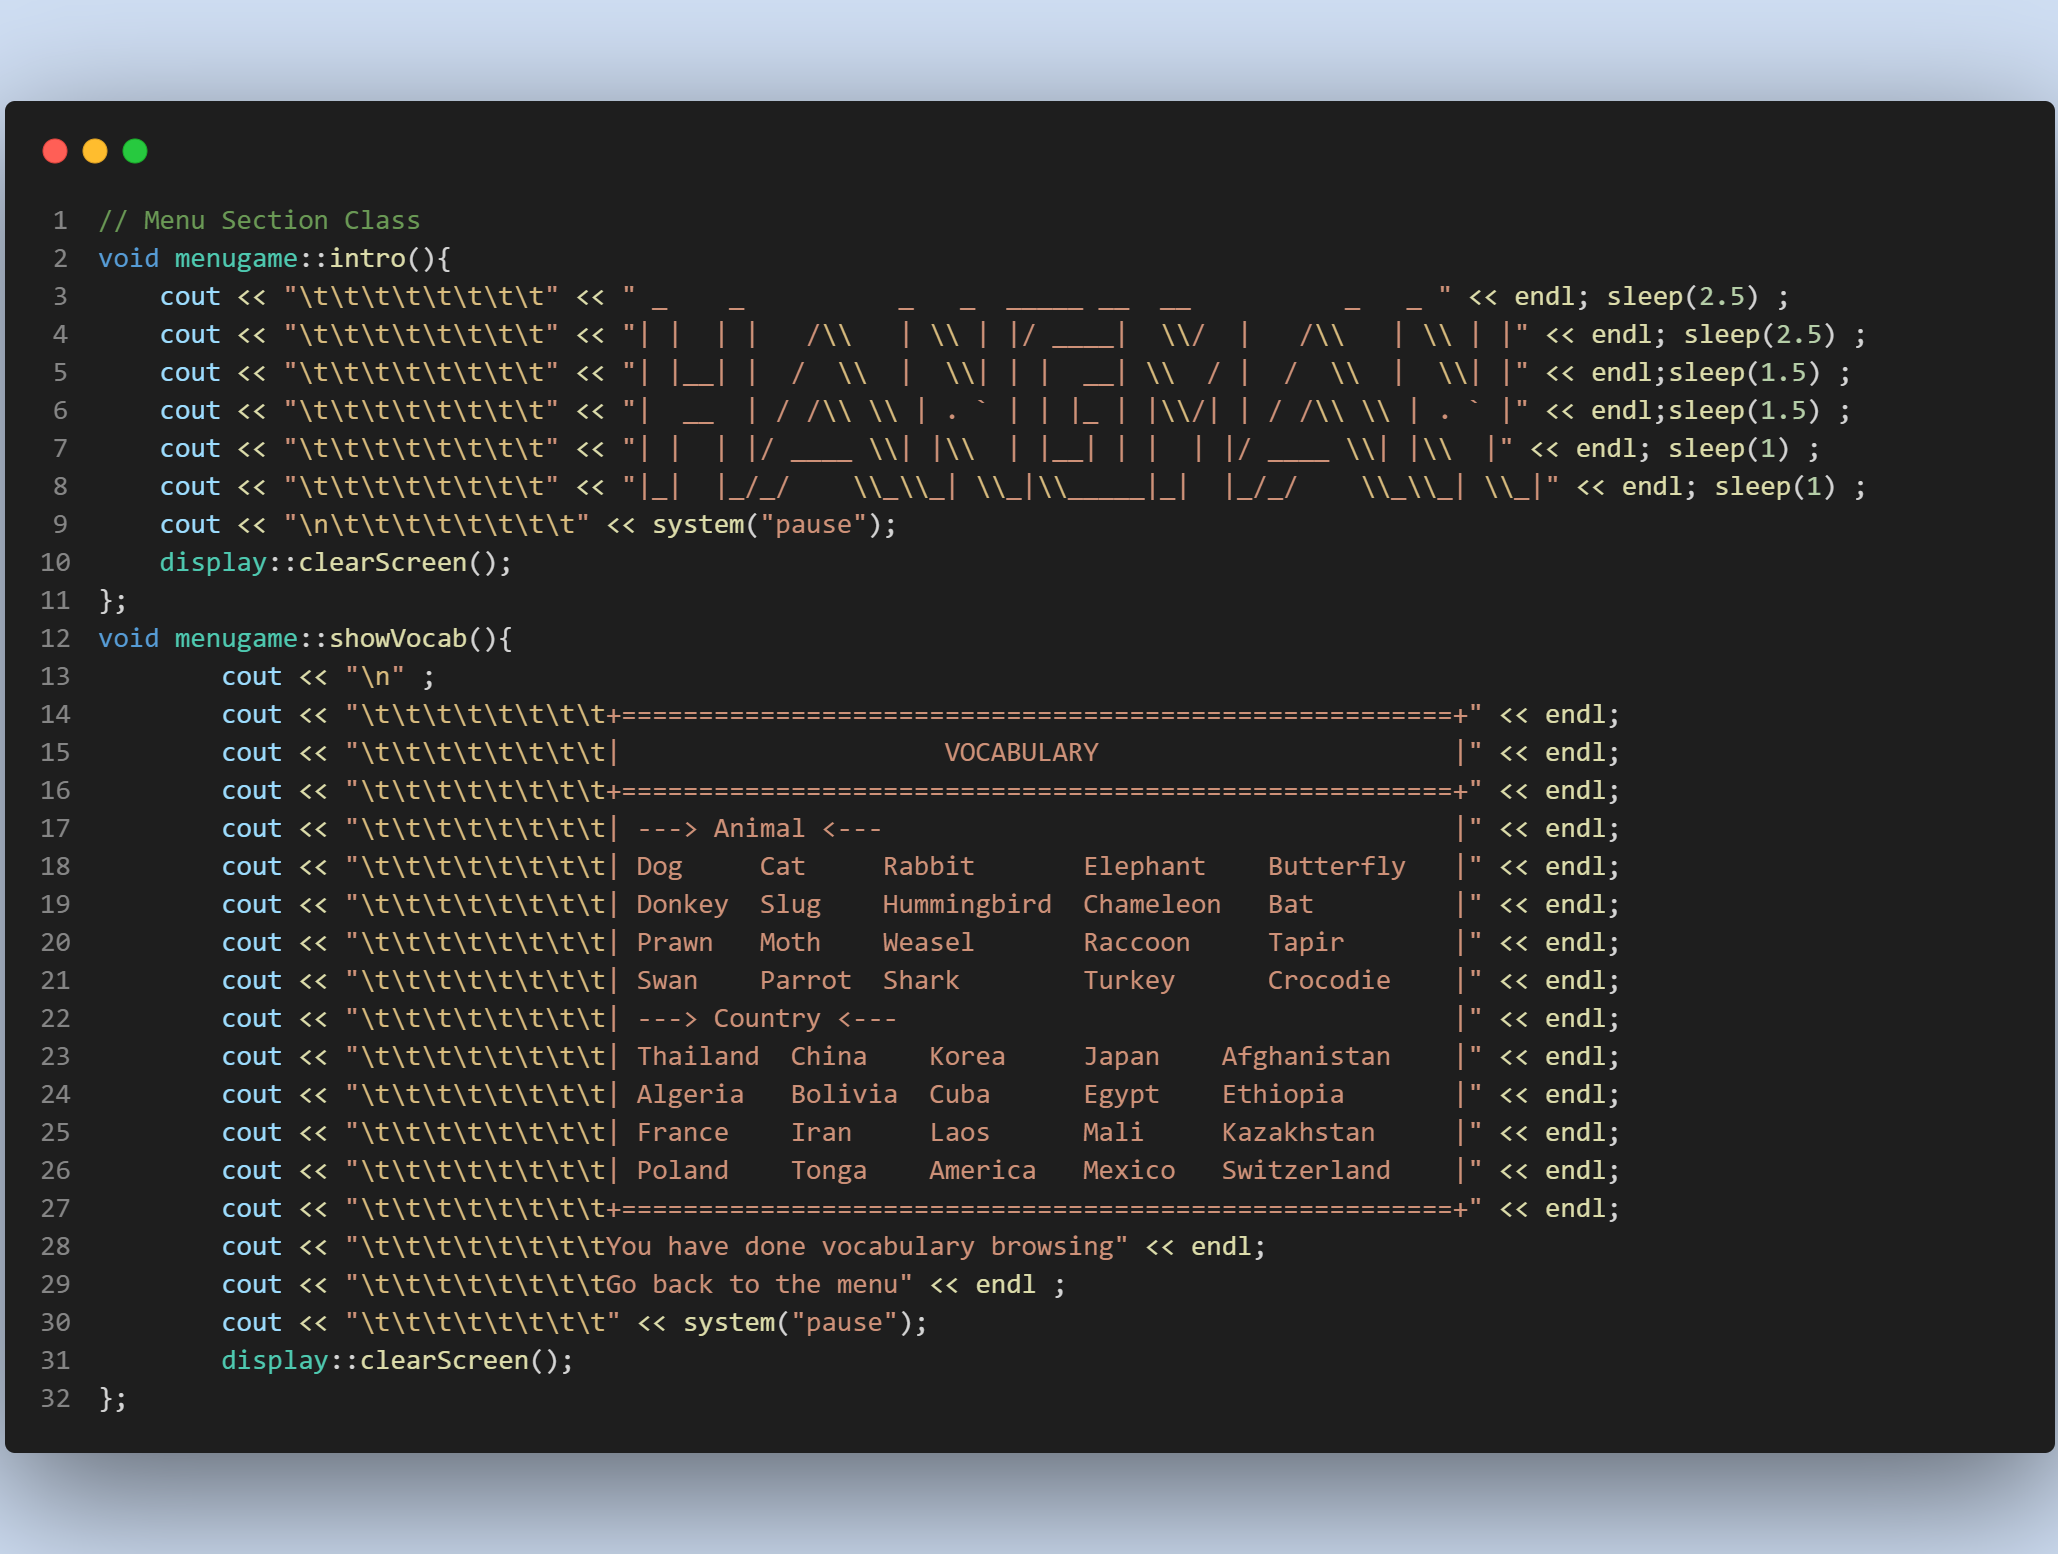 1 // Menu Section Class
2 void menugame::intro(){
3     cout << "\t\t\t\t\t\t\t\t" << " _    _          _   _  _____ __  __          _   _ " << endl; sleep(2.5) ;
4     cout << "\t\t\t\t\t\t\t\t" << "| |  | |   /\\   | \\ | |/ ____|  \\/  |   /\\   | \\ | |" << endl; sleep(2.5) ;
5     cout << "\t\t\t\t\t\t\t\t" << "| |__| |  /  \\  |  \\| | |  __| \\  / |  /  \\  |  \\| |" << endl;sleep(1.5) ;
6     cout << "\t\t\t\t\t\t\t\t" << "|  __  | / /\\ \\ | . ` | | |_ | |\\/| | / /\\ \\ | . ` |" << endl;sleep(1.5) ;
7     cout << "\t\t\t\t\t\t\t\t" << "| |  | |/ ____ \\| |\\  | |__| | |  | |/ ____ \\| |\\  |" << endl; sleep(1) ;
8     cout << "\t\t\t\t\t\t\t\t" << "|_|  |_/_/    \\_\\_| \\_|\\_____|_|  |_/_/    \\_\\_| \\_|" << endl; sleep(1) ;
9     cout << "\n\t\t\t\t\t\t\t\t" << system("pause");
10     display::clearScreen();
11 };
12 void menugame::showVocab(){
13         cout << "\n" ;
14         cout << "\t\t\t\t\t\t\t\t+======================================================+" << endl;
15         cout << "\t\t\t\t\t\t\t\t|                     VOCABULARY                       |" << endl;
16         cout << "\t\t\t\t\t\t\t\t+======================================================+" << endl;
17         cout << "\t\t\t\t\t\t\t\t| ---> Animal <---                                     |" << endl;
18         cout << "\t\t\t\t\t\t\t\t| Dog     Cat     Rabbit       Elephant    Butterfly   |" << endl;
19         cout << "\t\t\t\t\t\t\t\t| Donkey  Slug    Hummingbird  Chameleon   Bat         |" << endl;
20         cout << "\t\t\t\t\t\t\t\t| Prawn   Moth    Weasel       Raccoon     Tapir       |" << endl;
21         cout << "\t\t\t\t\t\t\t\t| Swan    Parrot  Shark        Turkey      Crocodie    |" << endl;
22         cout << "\t\t\t\t\t\t\t\t| ---> Country <---                                    |" << endl;
23         cout << "\t\t\t\t\t\t\t\t| Thailand  China    Korea     Japan    Afghanistan    |" << endl;
24         cout << "\t\t\t\t\t\t\t\t| Algeria   Bolivia  Cuba      Egypt    Ethiopia       |" << endl;
25         cout << "\t\t\t\t\t\t\t\t| France    Iran     Laos      Mali     Kazakhstan     |" << endl;
26         cout << "\t\t\t\t\t\t\t\t| Poland    Tonga    America   Mexico   Switzerland    |" << endl;
27         cout << "\t\t\t\t\t\t\t\t+======================================================+" << endl;
28         cout << "\t\t\t\t\t\t\t\tYou have done vocabulary browsing" << endl;
29         cout << "\t\t\t\t\t\t\t\tGo back to the menu" << endl ;
30         cout << "\t\t\t\t\t\t\t\t" << system("pause");
31         display::clearScreen();
32 };